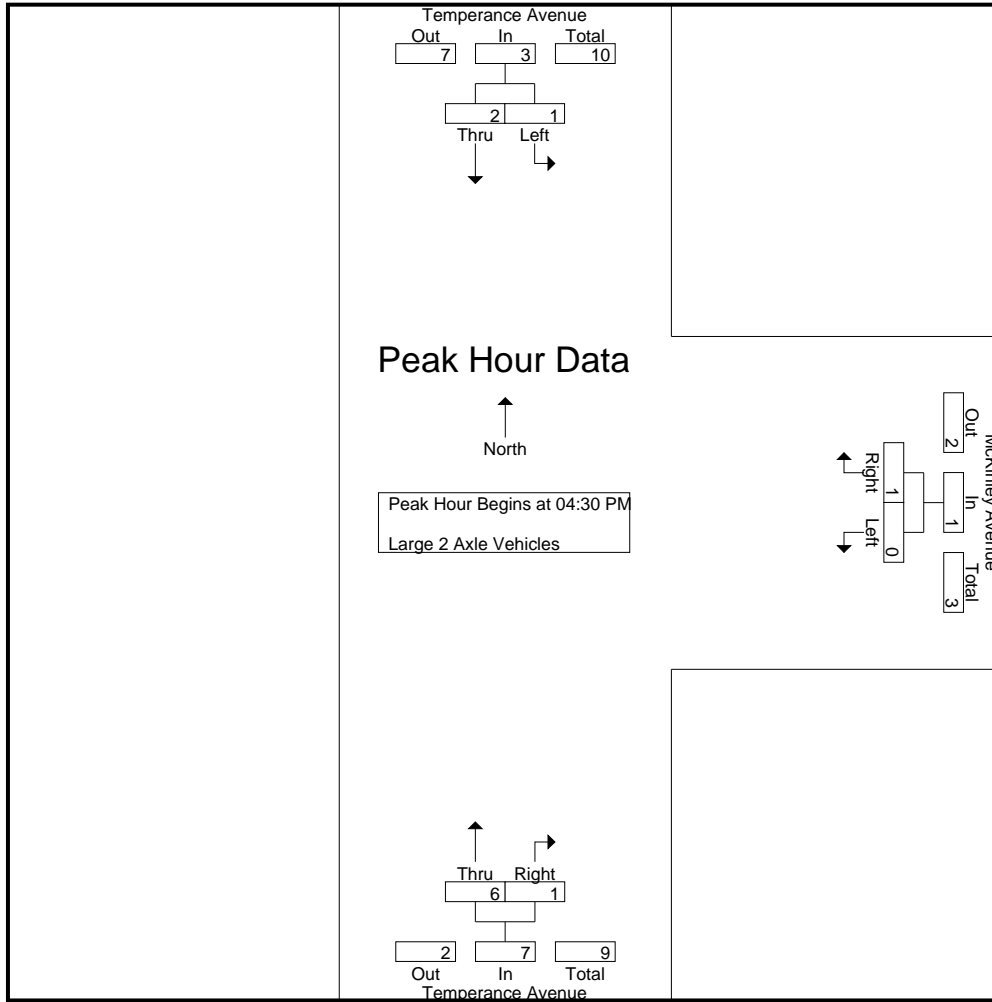 Temperance Avenue
Out In Total
7 3 10
2 1
Thru Left
Peak Hour Data
North
Peak Hour Begins at 04:30 PM
Large 2 Axle Vehicles
McKinley Avenue
Out In Total
2 1 3
Right Left
1 0
Thru Right
6 1
2 7 9
Out In Total
Temperance Avenue